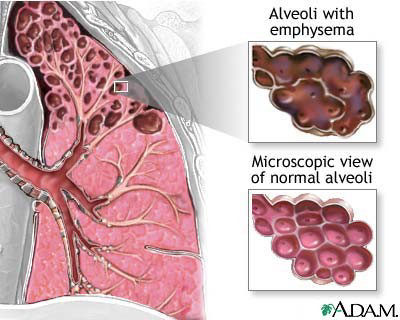 Alveoli with
emphysema
Microscopic view
of normal alveoli
A.D.A.M.